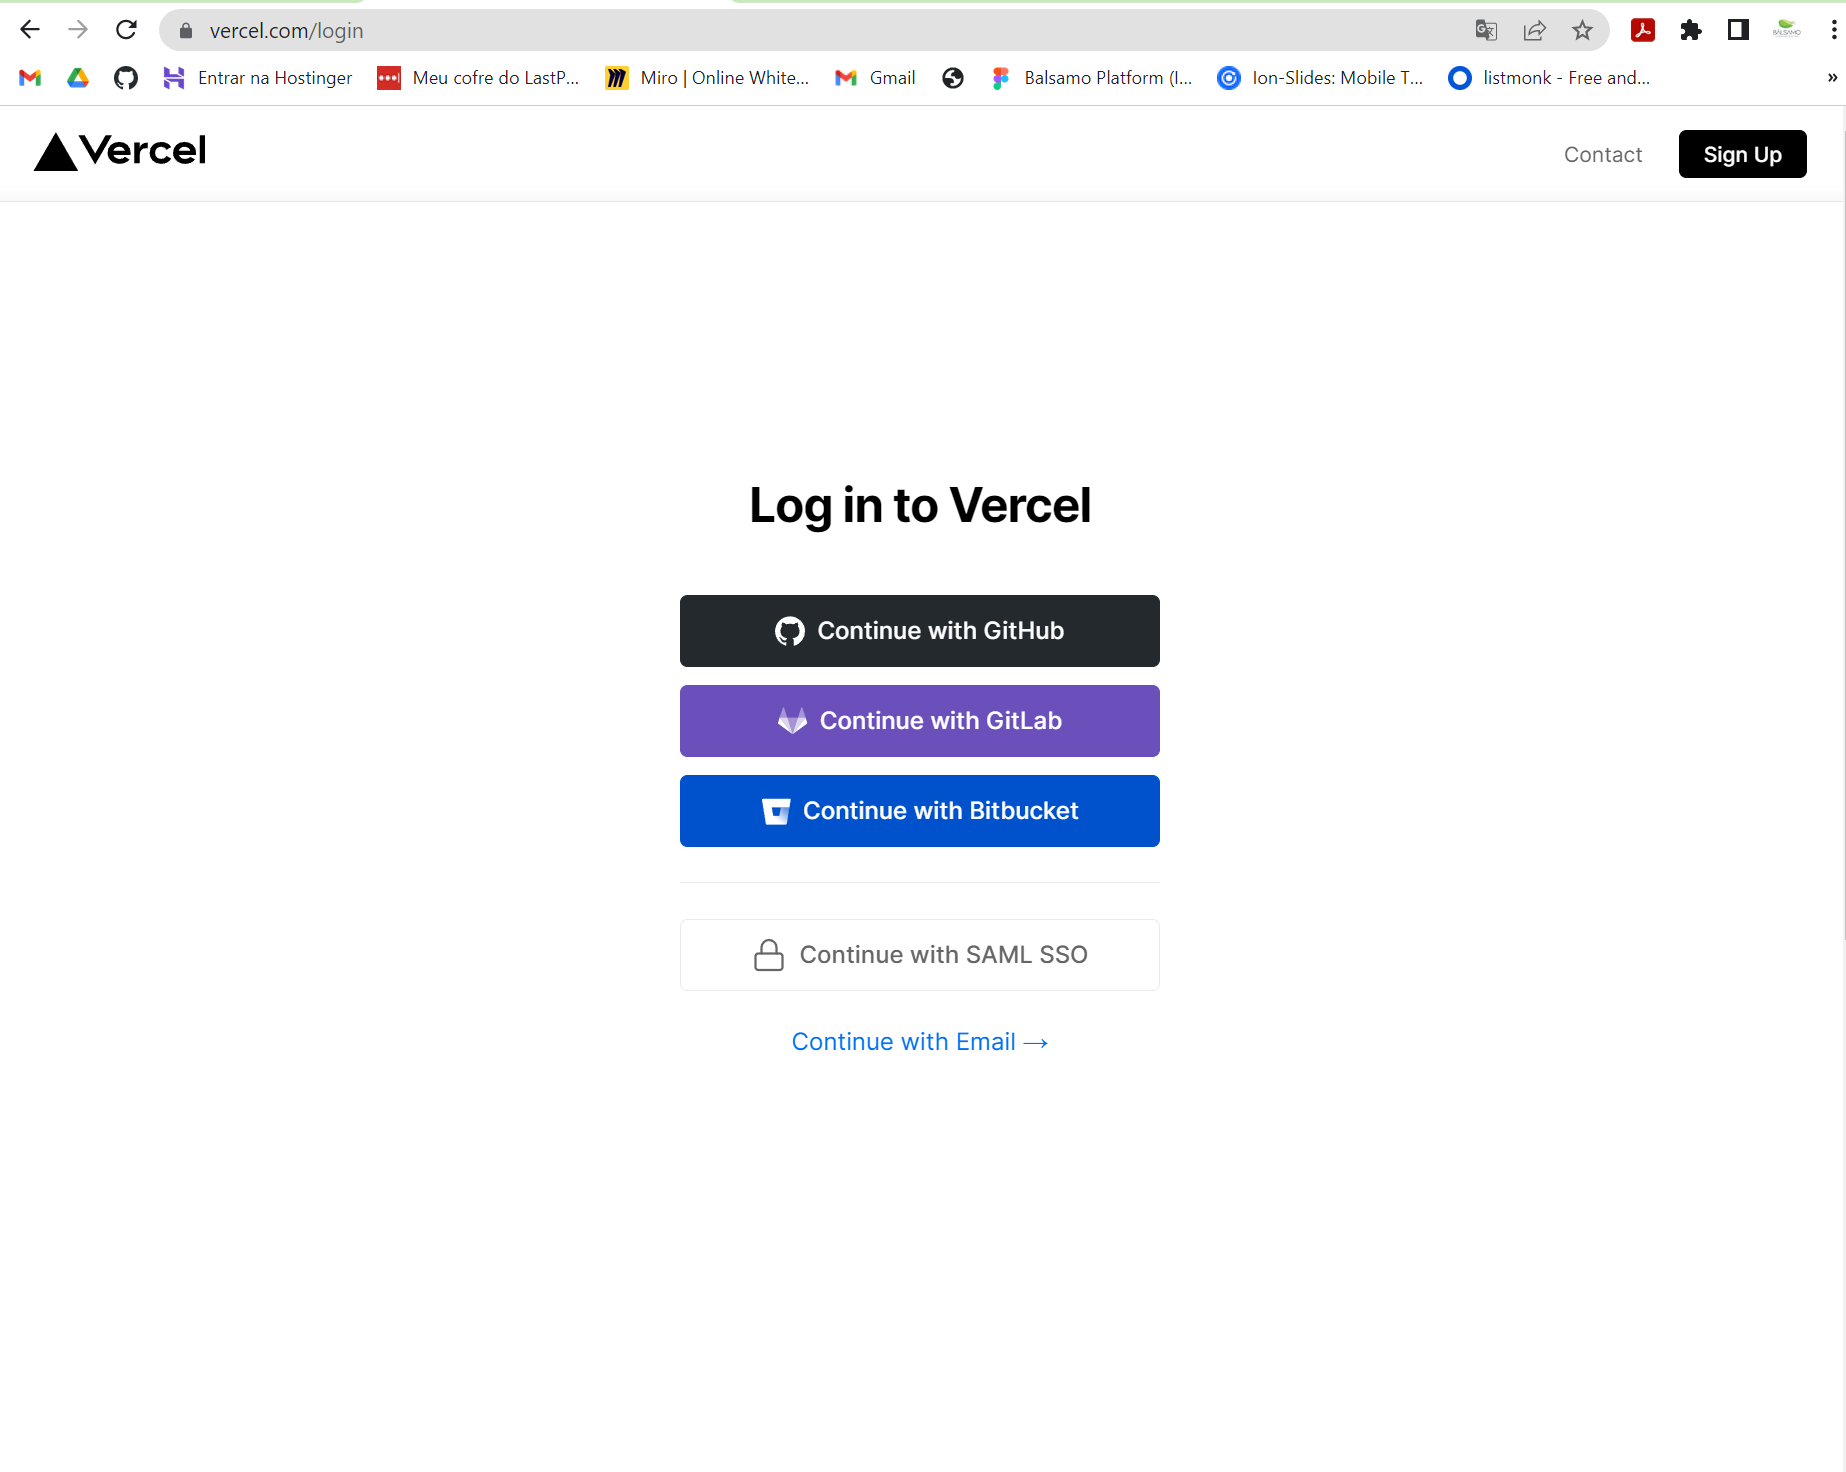 vercel.com/login
Entrar na Hostinger
Meu cofre do LastP...
Miro | Online White...
Gmail
Balsamo Platform (I...
Ion-Slides: Mobile T...
listmonk - Free and...
»
Vercel
Contact
Sign Up
Log in to Vercel
Continue with GitHub
Continue with GitLab
Continue with Bitbucket
Continue with SAML SSO
Continue with Email →